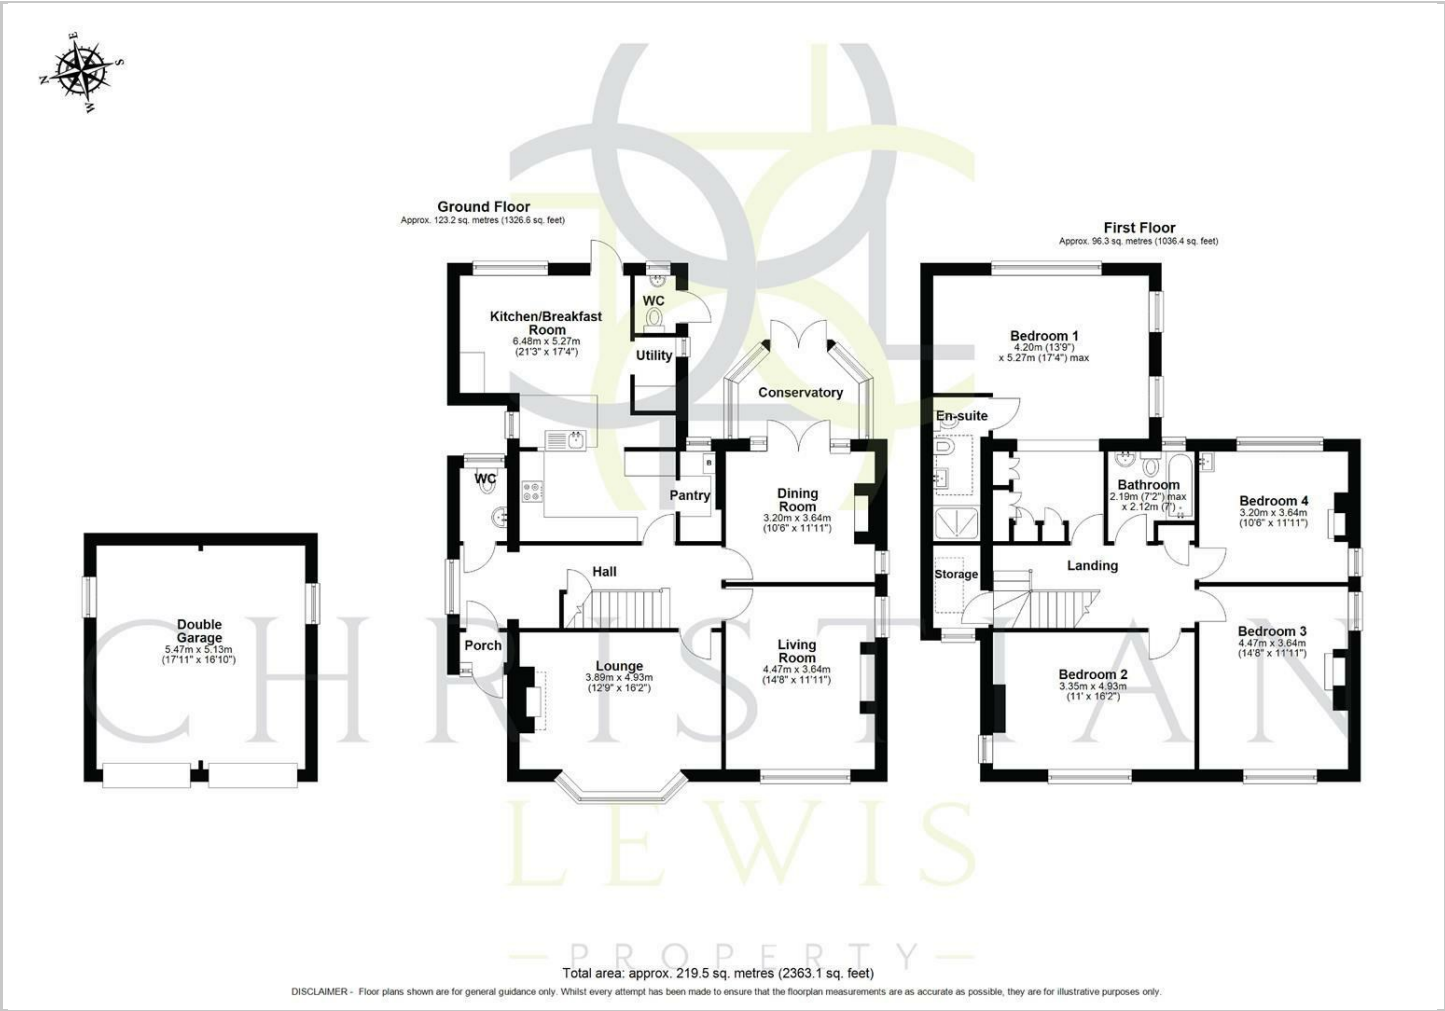 E
S
N
W
Ground Floor
Approx. 123.2 sq. metres (1326.6 sq. feet)
First Floor
Approx. 96.3 sq. metres (1036.4 sq. feet)
WC
Kitchen/Breakfast
Room
6.48m x 5.27m
(21'3" x 17'4")
Utility
Conservatory
WC
Pantry
Dining
Room
3.20m x 3.64m
(10'6" x 11'11")
Hall
Porch
Lounge
3.89m x 4.93m
(12'9" x 16'2")
Living
Room
4.47m x 3.64m
(14'8" x 11'11")
Double
Garage
5.47m x 5.13m
(17'11" x 16'10")
Bedroom 1
4.20m (13'9")
x 5.27m (17'4") max
En-suite
Bathroom
2.19m (7'2") max
x 2.12m (7')
Bedroom 4
3.20m x 3.64m
(10'6" x 11'11")
Landing
Storage
Bedroom 2
3.35m x 4.93m
(11' x 16'2")
Bedroom 3
4.47m x 3.64m
(14'8" x 11'11")
CHRISTIAN
LEWIS
PROPERTY
Total area: approx. 219.5 sq. metres (2363.1 sq. feet)
DISCLAIMER - Floor plans shown are for general guidance only. Whilst every attempt has been made to ensure that the floorplan measurements are as accurate as possible, they are for illustrative purposes only.